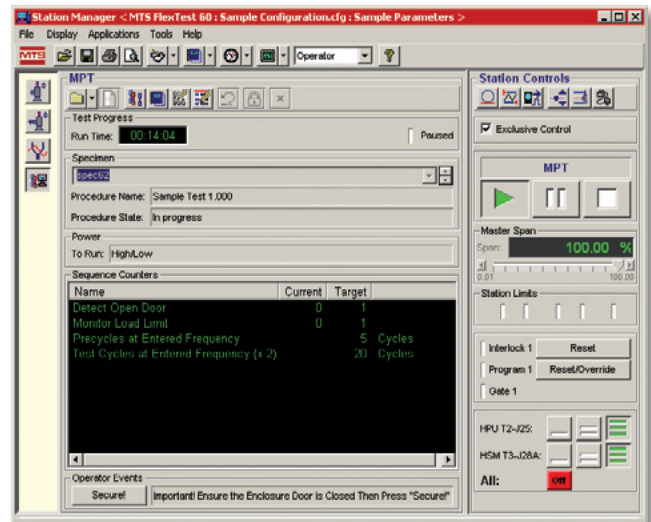 Station Manager < MTS FlexTest 60 : Sample Configuration.cfg : Sample Parameters >
File Display Applications Tools Help
MTS
Operator
MPT
Test Progress
Run Time: 00:14:04
Paused
Specimen
spec62
Procedure Name: Sample Test 1.000
Procedure State: In progress
Power
To Run: High/Low
Sequence Counters
Name Current Target
Detect Open Door 0 1
Monitor Load Limit 0 1
Precycles at Entered Frequency 5 Cycles
Test Cycles at Entered Frequency (x 2) 20 Cycles
Operator Events
Secure! Important! Ensure the Enclosure Door is Closed Then Press "Secure!"
Station Controls
Exclusive Control
MPT
Master Span
Span: 100.00 %
0.01 100.00
Station Limits
Interlock 1 Reset
Program 1 Reset/Override
Gate 1
HPU T2-J25:
HSM T3-J28A:
All: Off